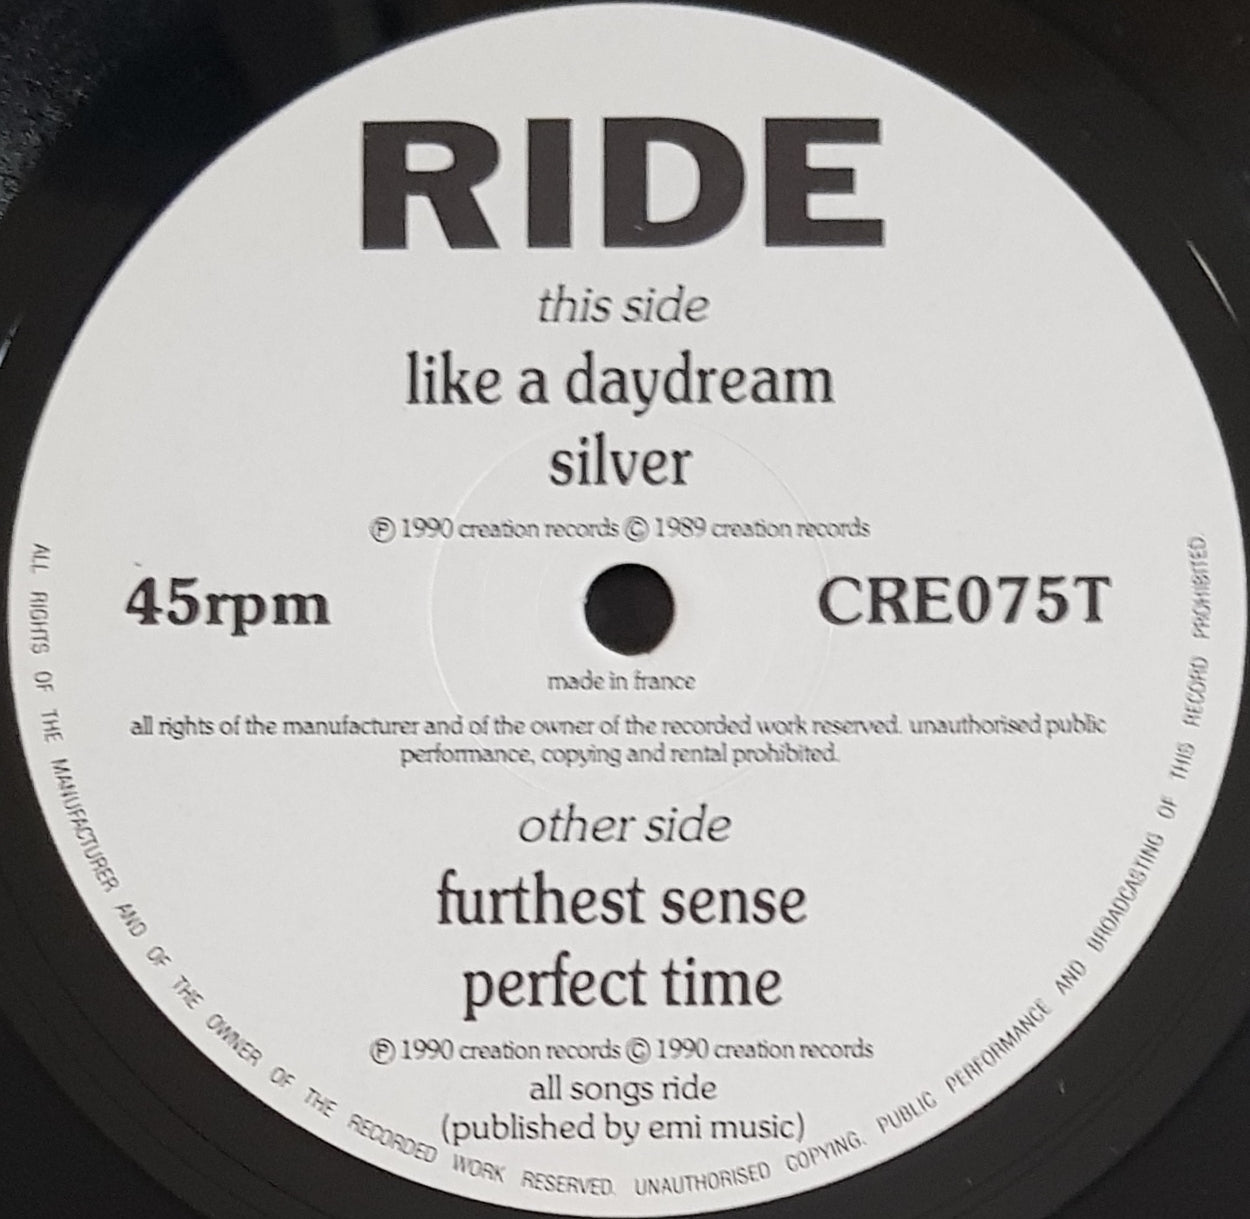 RIDE
this side
like a daydream
silver
℗ 1990 creation records © 1989 creation records
45rpm
CRE075T
made in france
all rights of the manufacturer and of the owner of the recorded work reserved. unauthorised public
performance, copying and rental prohibited.
other side
furthest sense
perfect time
℗ 1990 creation records © 1990 creation records
all songs ride
(published by emi music)
ALL RIGHTS OF THE MANUFACTURER AND OF THE OWNER OF THE RECORDED WORK RESERVED. UNAUTHORISED COPYING. PUBLIC PERFORMANCE AND BROADCASTING OF THIS RECORD PROHIBITED